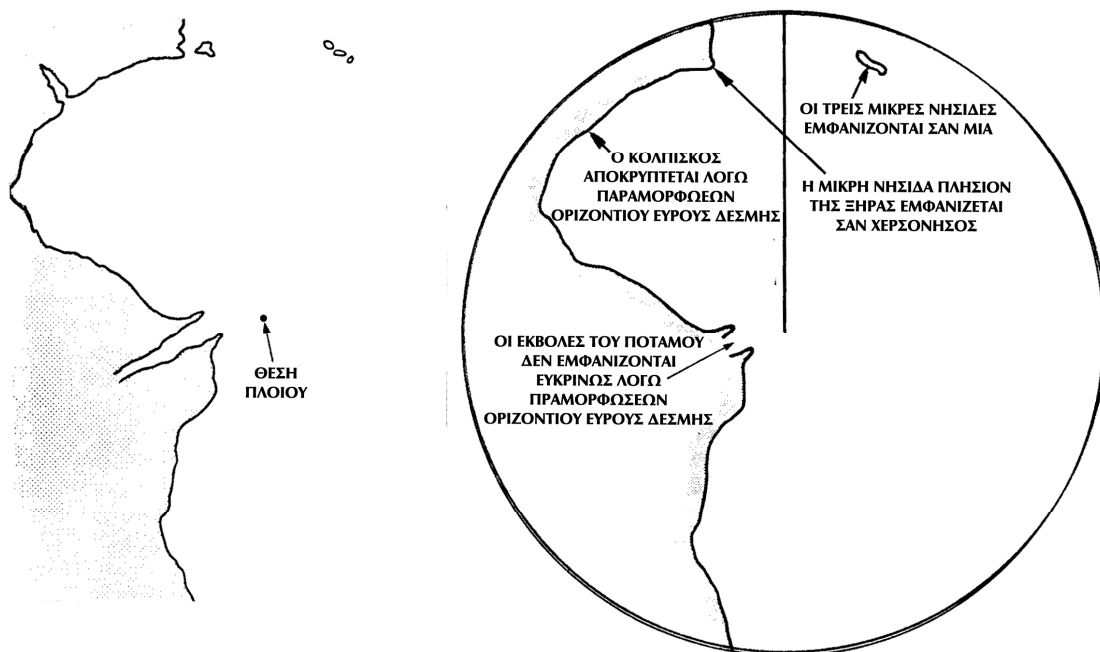 ΘΕΣΗ
ΠΛΟΙΟΥ
ΟΙ ΤΡΕΙΣ ΜΙΚΡΕΣ ΝΗΣΙΔΕΣ
ΕΜΦΑΝΙΖΟΝΤΑΙ ΣΑΝ ΜΙΑ
Ο ΚΟΛΠΙΣΚΟΣ
ΑΠΟΚΡΥΠΤΕΤΑΙ ΛΟΓΩ
ΠΑΡΑΜΟΡΦΩΕΩΝ
ΟΡΙΖΟΝΤΙΟΥ ΕΥΡΟΥΣ ΔΕΣΜΗΣ
Η ΜΙΚΡΗ ΝΗΣΙΔΑ ΠΛΗΣΙΟΝ
ΤΗΣ ΞΗΡΑΣ ΕΜΦΑΝΙΖΕΤΑΙ
ΣΑΝ ΧΕΡΣΟΝΗΣΟΣ
ΟΙ ΕΚΒΟΛΕΣ ΤΟΥ ΠΟΤΑΜΟΥ
ΔΕΝ ΕΜΦΑΝΙΖΟΝΤΑΙ
ΕΥΚΡΙΝΩΣ ΛΟΓΩ
ΠΡΑΜΟΡΦΩΣΕΩΝ
ΟΡΙΖΟΝΤΙΟΥ ΕΥΡΟΥΣ ΔΕΣΜΗΣ